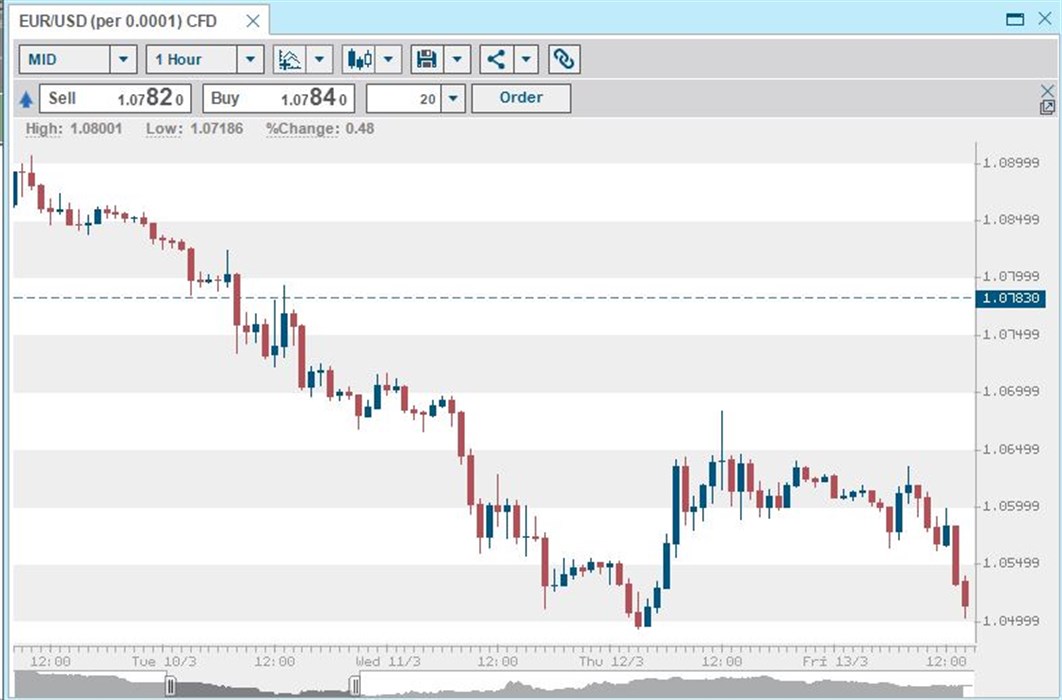 EUR/USD (per 0.0001) CFD
MID 1 Hour
Sell 1.07820 Buy 1.07840 20 Order
High: 1.08001 Low: 1.07186 %Change: 0.48
1.08999
1.08499
1.07999
1.07830
1.07499
1.06999
1.06499
1.05999
1.05499
1.04999
12:00 Tue 10/3 12:00 Wed 11/3 12:00 Thu 12/3 12:00 Fri 13/3 12:00